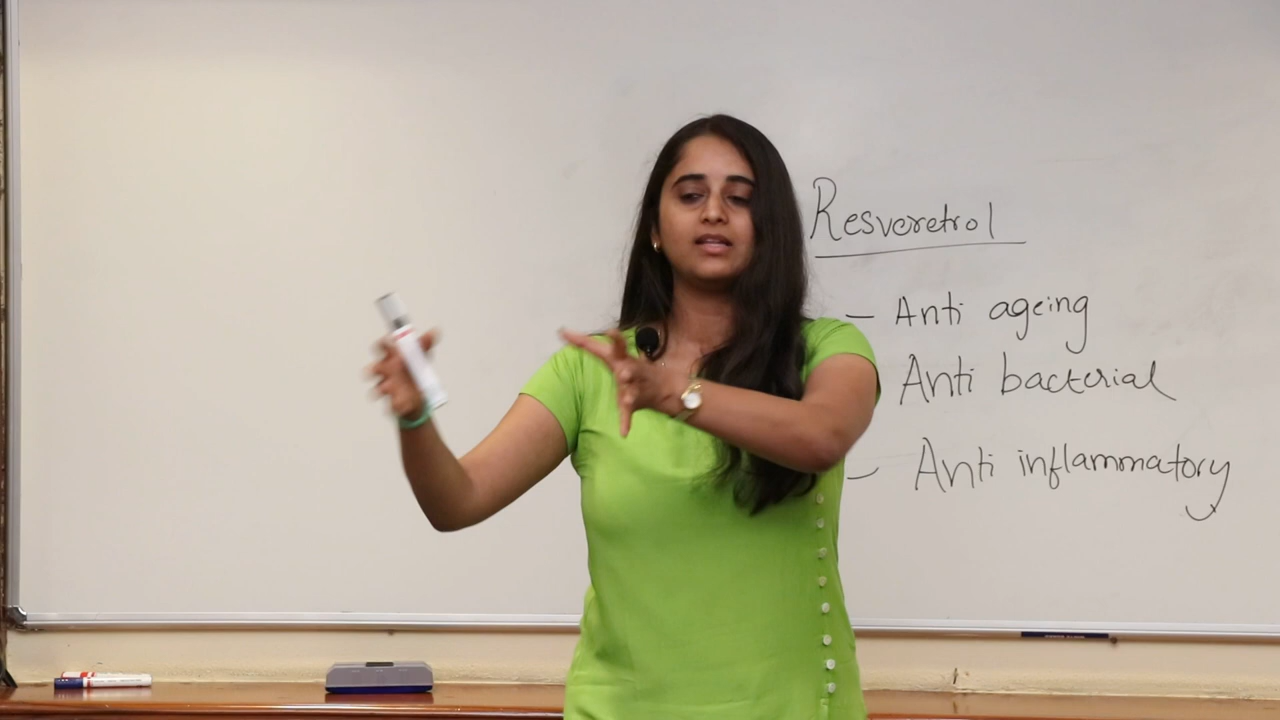 Resveretrol
- Anti ageing
Anti bacterial
- Anti inflammatory